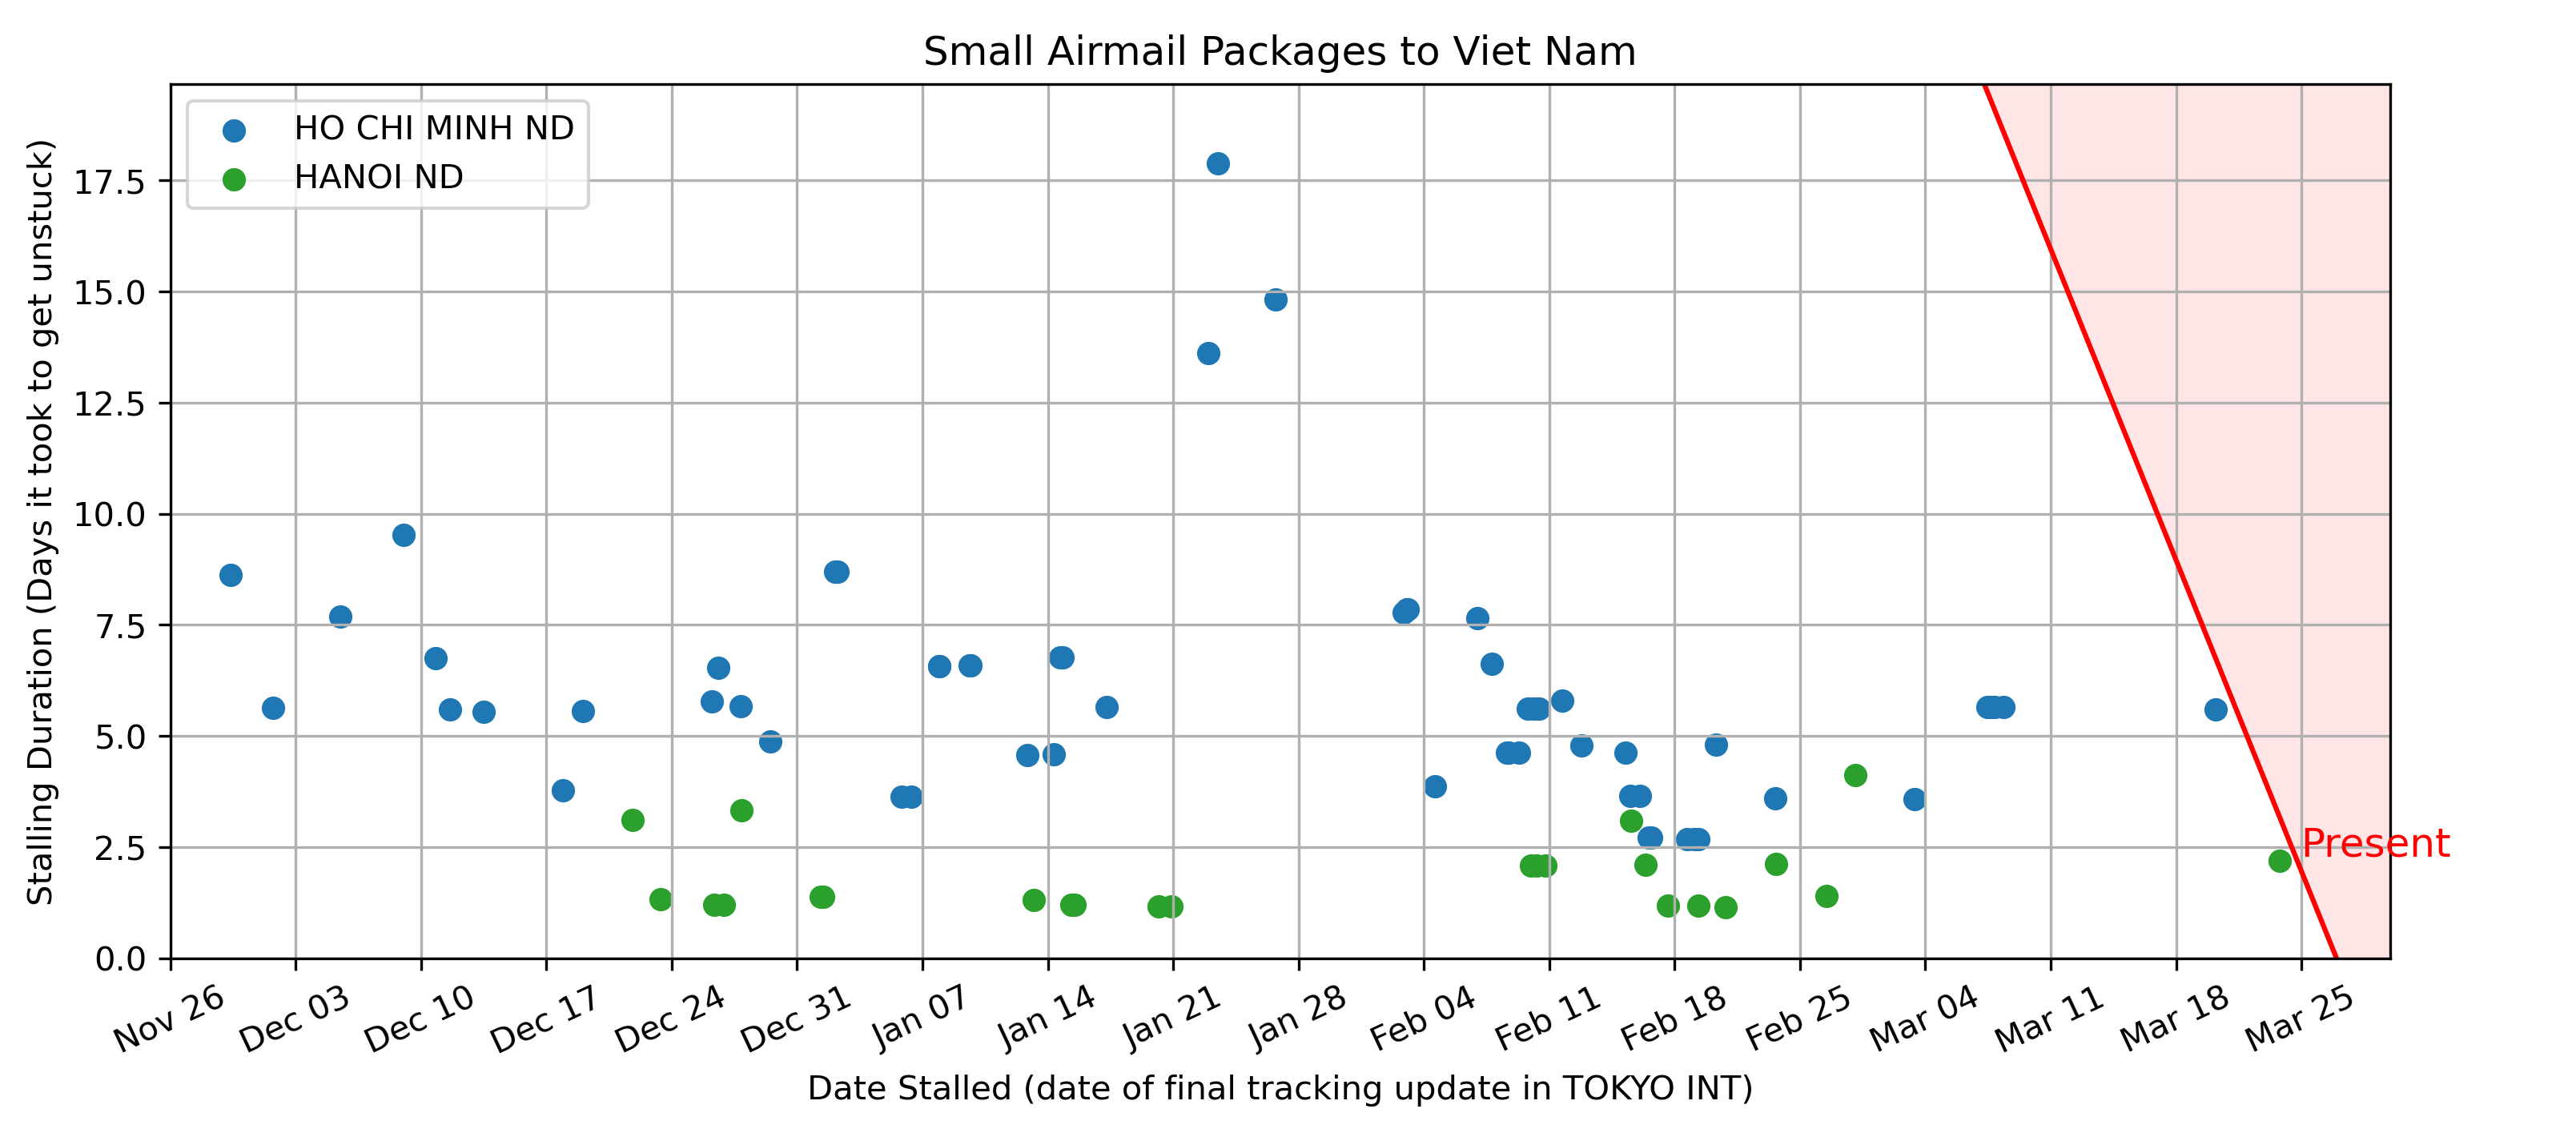 Small Airmail Packages to Viet Nam
HO CHI MINH ND
HANOI ND
Stalling Duration (Days it took to get unstuck)
17.5
15.0
12.5
10.0
7.5
5.0
2.5
0.0
Present
Nov 26
Dec 03
Dec 10
Dec 17
Dec 24
Dec 31
Jan 07
Jan 14
Jan 21
Jan 28
Feb 04
Feb 11
Feb 18
Feb 25
Mar 04
Mar 11
Mar 18
Mar 25
Date Stalled (date of final tracking update in TOKYO INT)